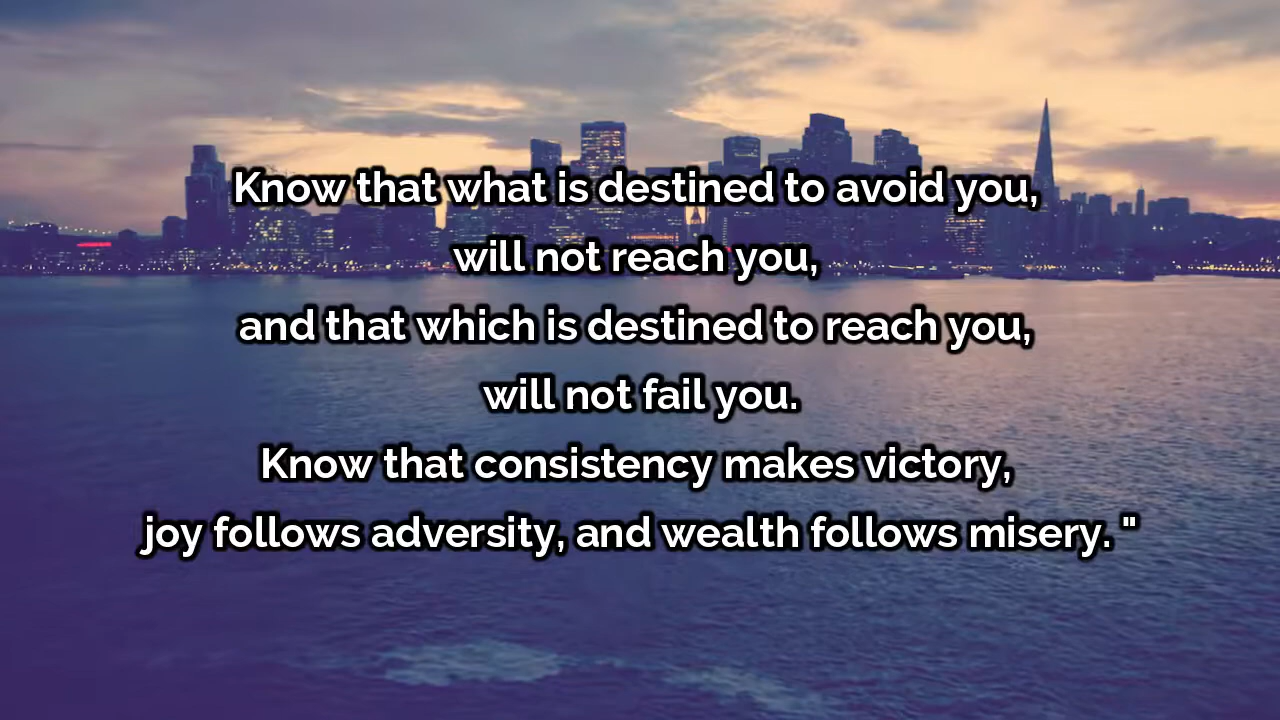 Know that what is destined to avoid you,
will not reach you,
and that which is destined to reach you,
will not fail you.
Know that consistency makes victory,
joy follows adversity, and wealth follows misery. "